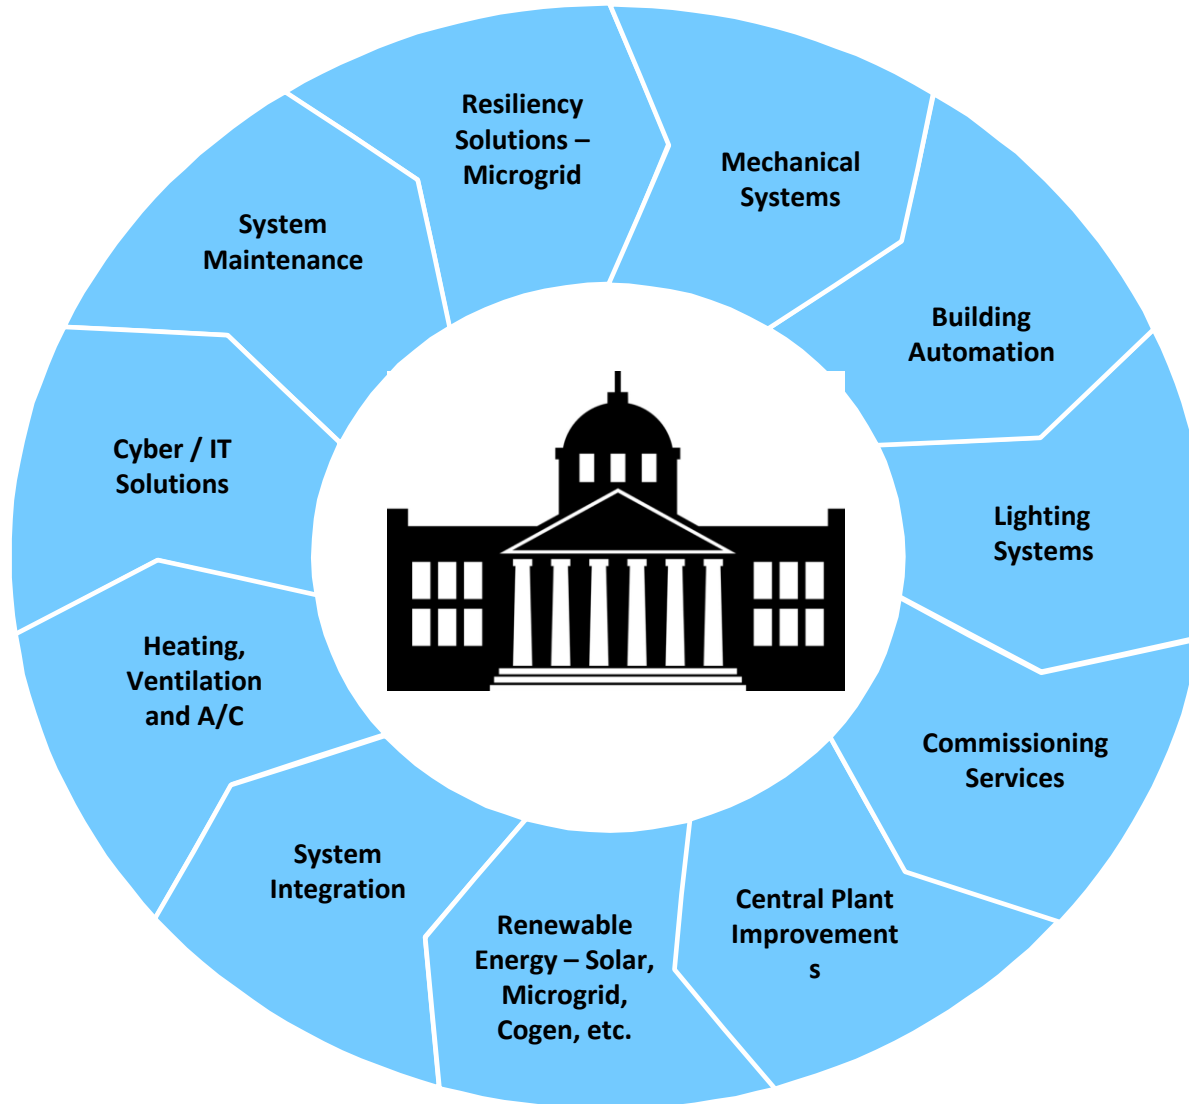 Resiliency
Solutions –
Microgrid
Mechanical
Systems
Building
Automation
Lighting
Systems
Commissioning
Services
Central Plant
Improvement
s
Renewable
Energy – Solar,
Microgrid,
Cogen, etc.
System
Integration
Heating,
Ventilation
and A/C
Cyber / IT
Solutions
System
Maintenance